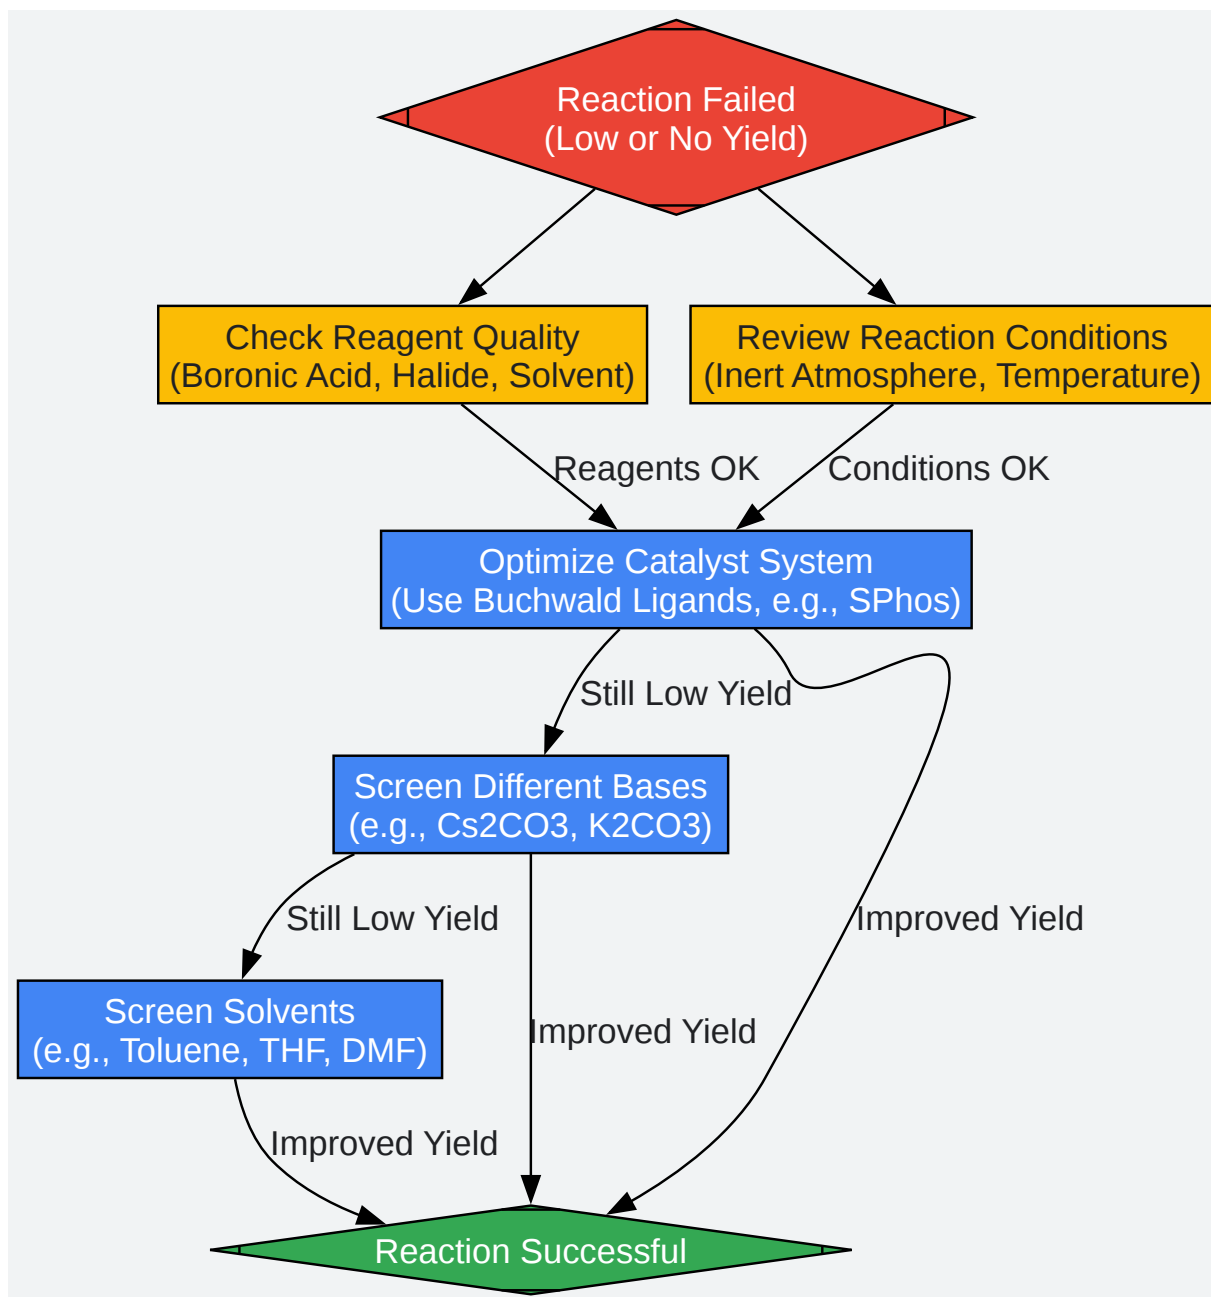 Reaction Failed
(Low or No Yield)
Check Reagent Quality
(Boronic Acid, Halide, Solvent)
Review Reaction Conditions
(Inert Atmosphere, Temperature)
Reagents OK
Conditions OK
Optimize Catalyst System
(Use Buchwald Ligands, e.g., SPhos)
Still Low Yield
Screen Different Bases
(e.g., Cs2CO3, K2CO3)
Still Low Yield
Improved Yield
Screen Solvents
(e.g., Toluene, THF, DMF)
Improved Yield
Improved Yield
Reaction Successful